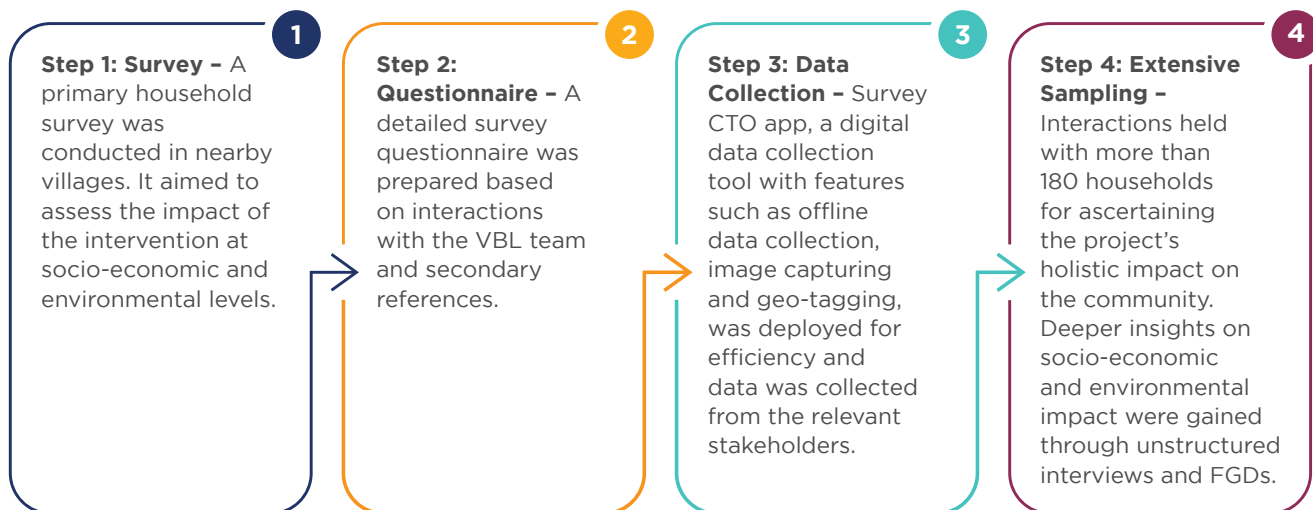 1
Step 1: Survey – A
primary household
survey was
conducted in nearby
villages. It aimed to
assess the impact of
the intervention at
socio-economic and
environmental levels.
2
Step 2:
Questionnaire – A
detailed survey
questionnaire was
prepared based
on interactions
with the VBL team
and secondary
references.
3
Step 3: Data
Collection – Survey
CTO app, a digital
data collection
tool with features
such as offline
data collection,
image capturing
and geo-tagging,
was deployed for
efficiency and
data was collected
from the relevant
stakeholders.
4
Step 4: Extensive
Sampling –
Interactions held
with more than
180 households
for ascertaining
the project’s
holistic impact on
the community.
Deeper insights on
socio-economic
and environmental
impact were gained
through unstructured
interviews and FGDs.